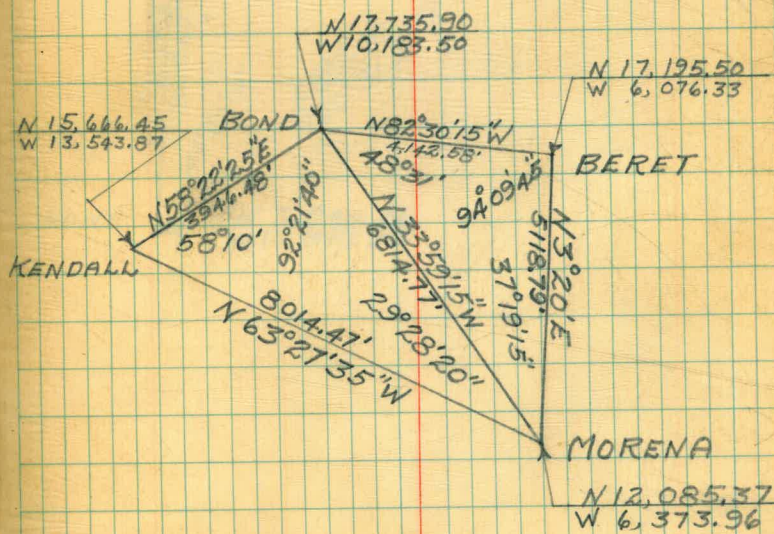 N 17,735.90
W 10,183.50
N 17,195.50
W 6,076.33
N 15,666.45
W 13,543.87
BOND
N82°30'15"W
4,142.58'
BERET
48°31'
94°09'45"
N58°22'25"E
3946.48'
58°10'
92°21'40"
N 33°59'15"W
6814.77'
N3°20'E
5118.79'
37°19'15"
KENDALL
8014.47'
N 63°27'35"W
29°28'20"
MORENA
N 12,085.37
W 6,373.96